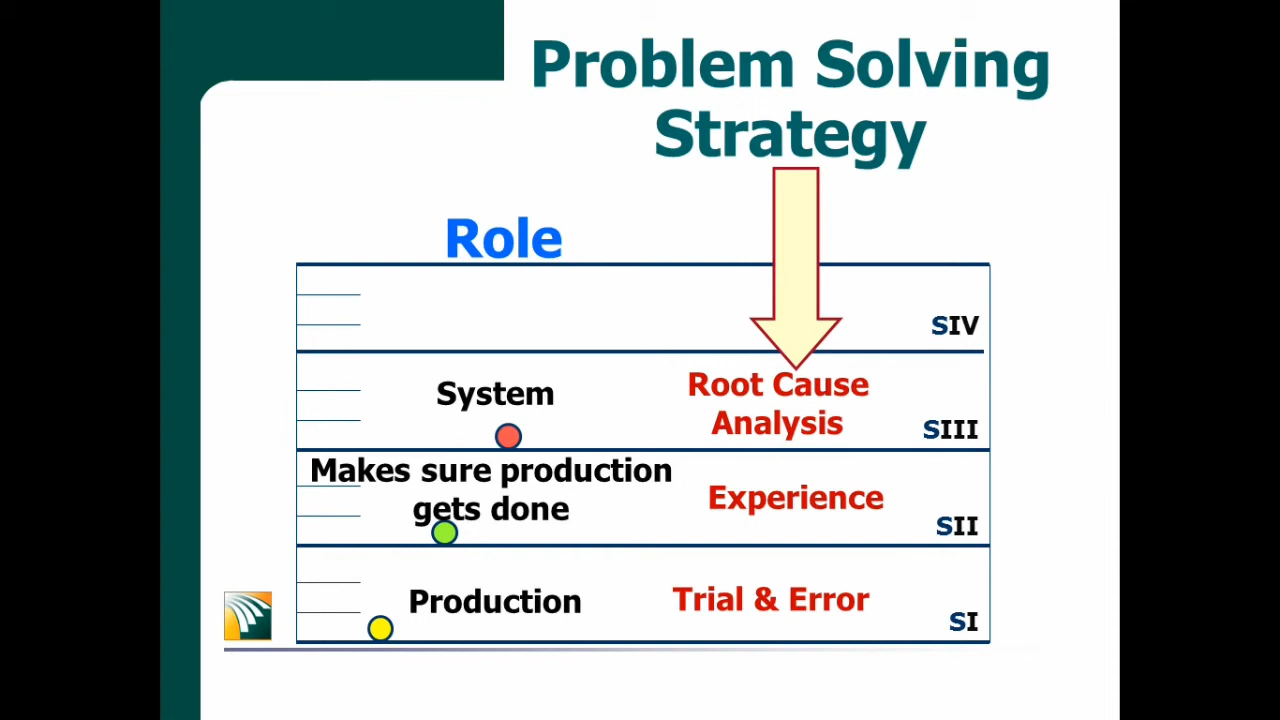 Problem Solving
Strategy
Role
SIV
System
Root Cause
Analysis
SIII
Makes sure production
gets done
Experience
SII
Production
Trial & Error
SI